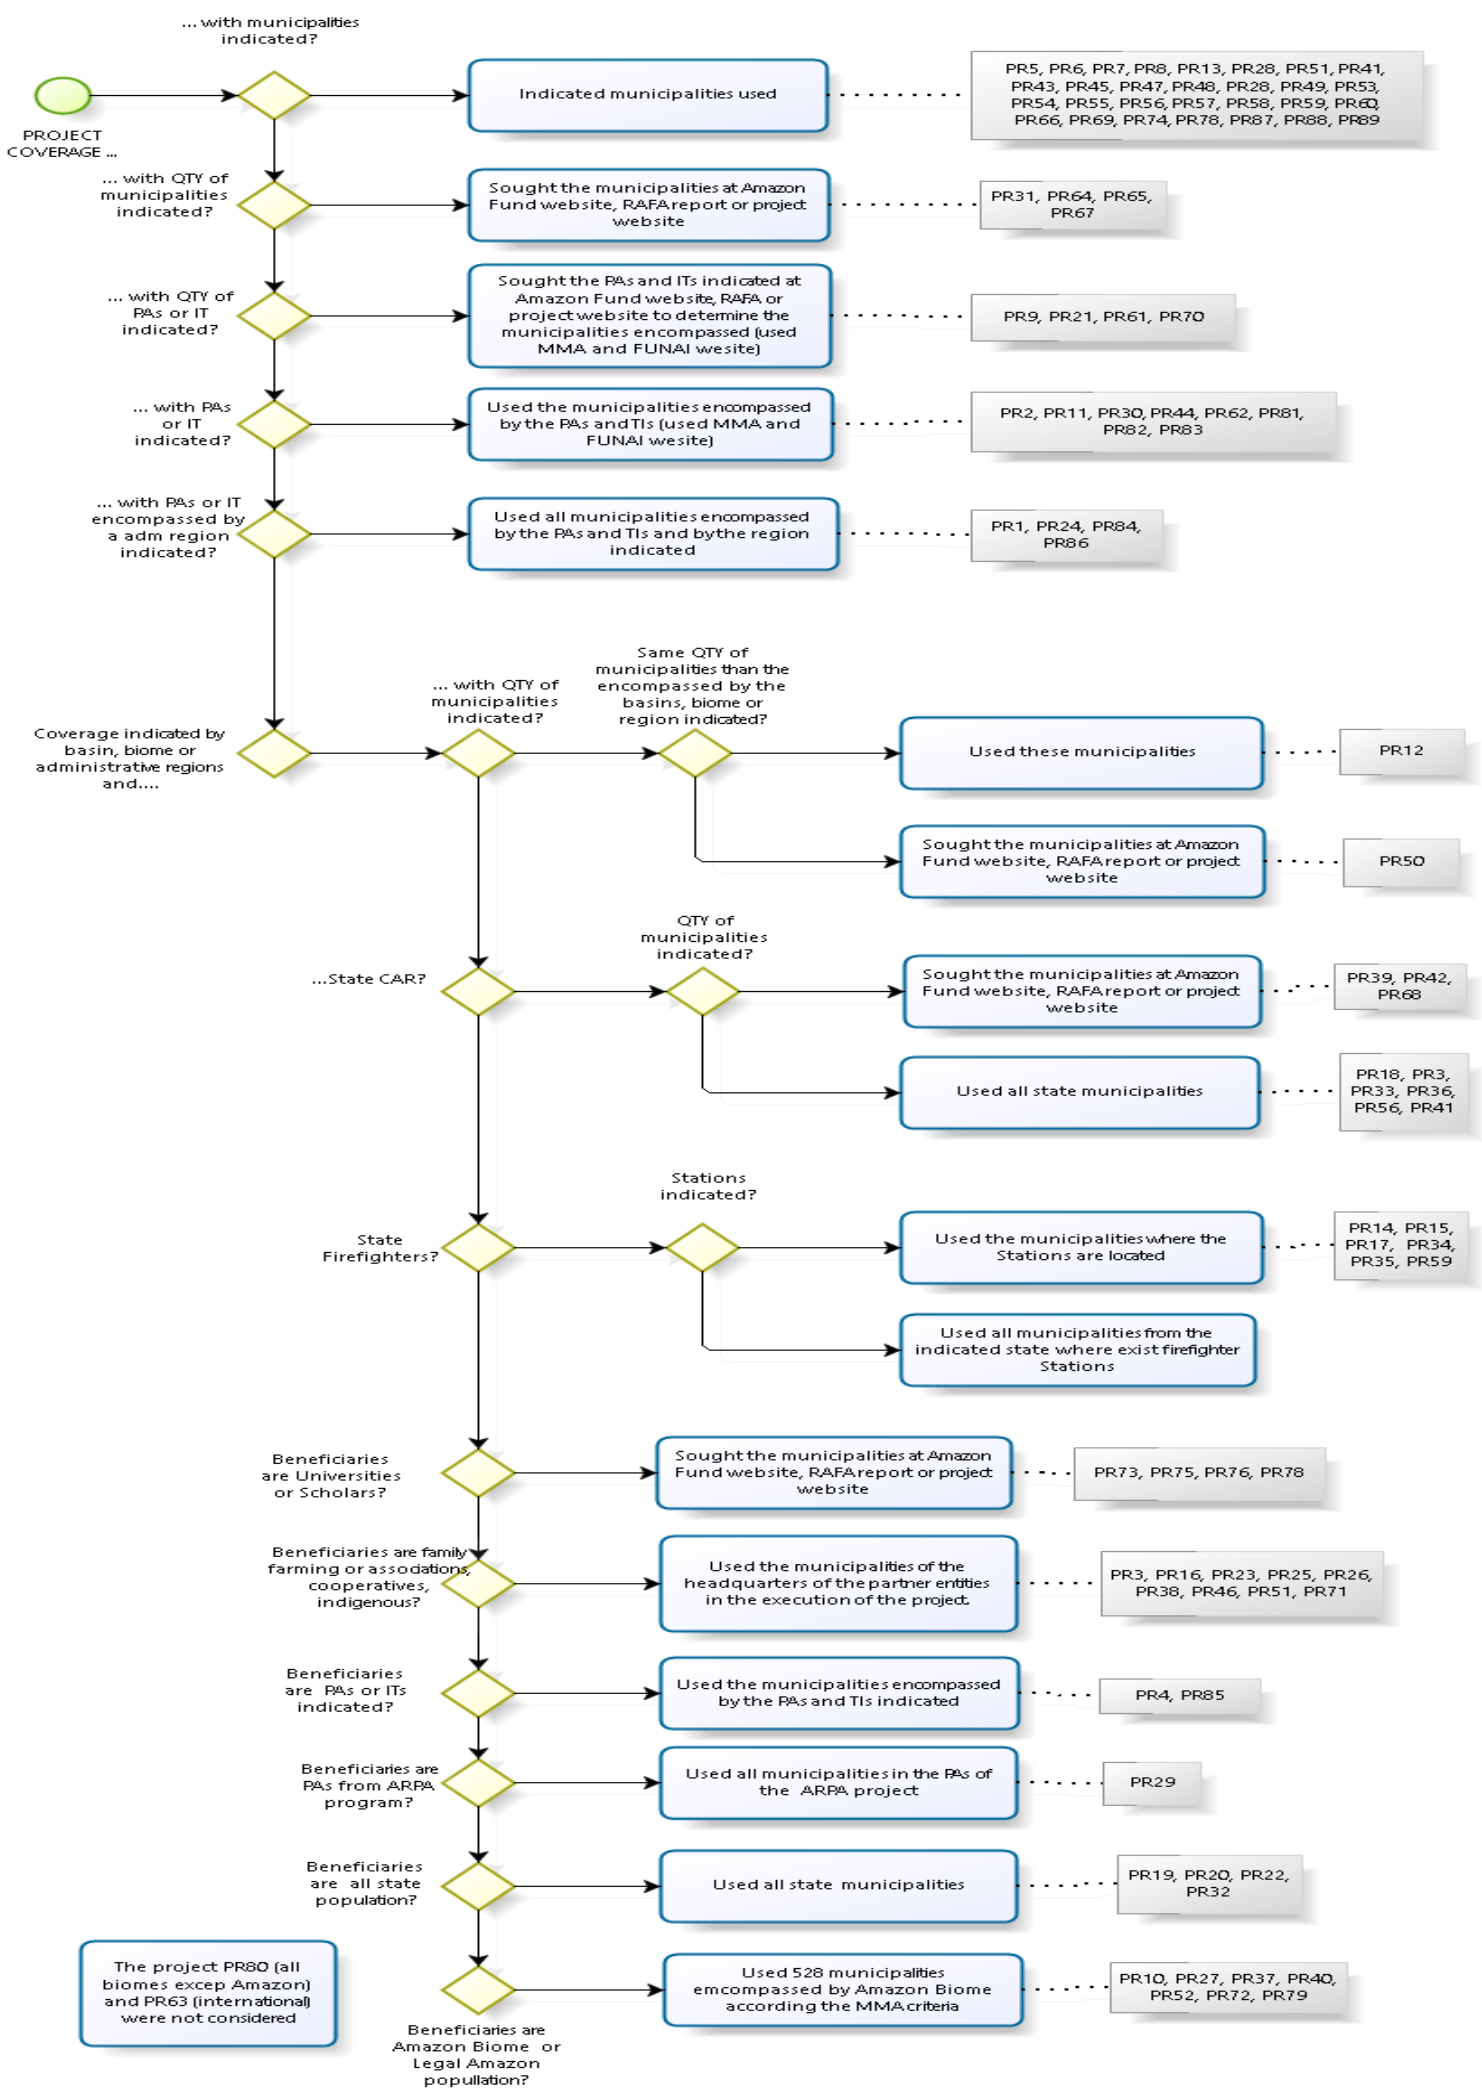 ... with municipalities
indicated?
PROJECT
COVERAGE ...
Indicated municipalities used
PR5, PR6, PR7, PR8, PR13, PR28, PR51, PR41,
PR43, PR45, PR47, PR48, PR28, PR49, PR53,
PR54, PR55, PR56, PR57, PR58, PR59, PR60,
PR66, PR69, PR74, PR78, PR87, PR88, PR89
... with QTY of
municipalities
indicated?
Sought the municipalities at Amazon
Fund website, RAFA report or project
website
PR31, PR64, PR65,
PR67
... with QTY of
PAs or IT
indicated?
Sought the PAs and ITs indicated at
Amazon Fund website, RAFA or
project website to determine the
municipalities encompassed (used
MMA and FUNAI wesite)
PR9, PR21, PR61, PR70
... with PAs
or IT
indicated?
Used the municipalities encompassed
by the PAs and TIs (used MMA and
FUNAI wesite)
PR2, PR11, PR30, PR44, PR62, PR81,
PR82, PR83
... with PAs or IT
encompassed by
a adm region
indicated?
Used all municipalities encompassed
by the PAs and TIs and by the region
indicated
PR1, PR24, PR84,
PR86
Coverage indicated by
basin, biome or
administrative regions
and....
... with QTY of
municipalities
indicated?
Same QTY of
municipalities than the
encompassed by the
basins, biome or
region indicated?
Used these municipalities
PR12
Sought the municipalities at Amazon
Fund website, RAFA report or project
website
PR50
...State CAR?
QTY of
municipalities
indicated?
Sought the municipalities at Amazon
Fund website, RAFA report or project
website
PR39, PR42,
PR68
Used all state municipalities
PR18, PR3,
PR33, PR36,
PR56, PR41
State
Firefighters?
Stations
indicated?
Used the municipalities where the
Stations are located
PR14, PR15,
PR17, PR34,
PR35, PR59
Used all municipalities from the
indicated state where exist firefighter
Stations
Beneficiaries
are Universities
or Scholars?
Sought the municipalities at Amazon
Fund website, RAFA report or project
website
PR73, PR75, PR76, PR78
Beneficiaries are family
farming or associations,
cooperatives,
indigenous?
Used the municipalities of the
headquarters of the partner entities
in the execution of the project.
PR3, PR16, PR23, PR25, PR26,
PR38, PR46, PR51, PR71
Beneficiaries
are PAs or ITs
indicated?
Used the municipalities encompassed
by the PAs and TIs indicated
PR4, PR85
Beneficiaries are
PAs from ARPA
program?
Used all municipalities in the PAs of
the ARPA project
PR29
Beneficiaries
are all state
population?
Used all state municipalities
PR19, PR20, PR22,
PR32
The project PR80 (all
biomes excep Amazon)
and PR63 (international)
were not considered
Used 528 municipalities
emcompassed by Amazon Biome
according the MMA criteria
PR10, PR27, PR37, PR40,
PR52, PR72, PR79
Beneficiaries are
Amazon Biome or
Legal Amazon
popullation?